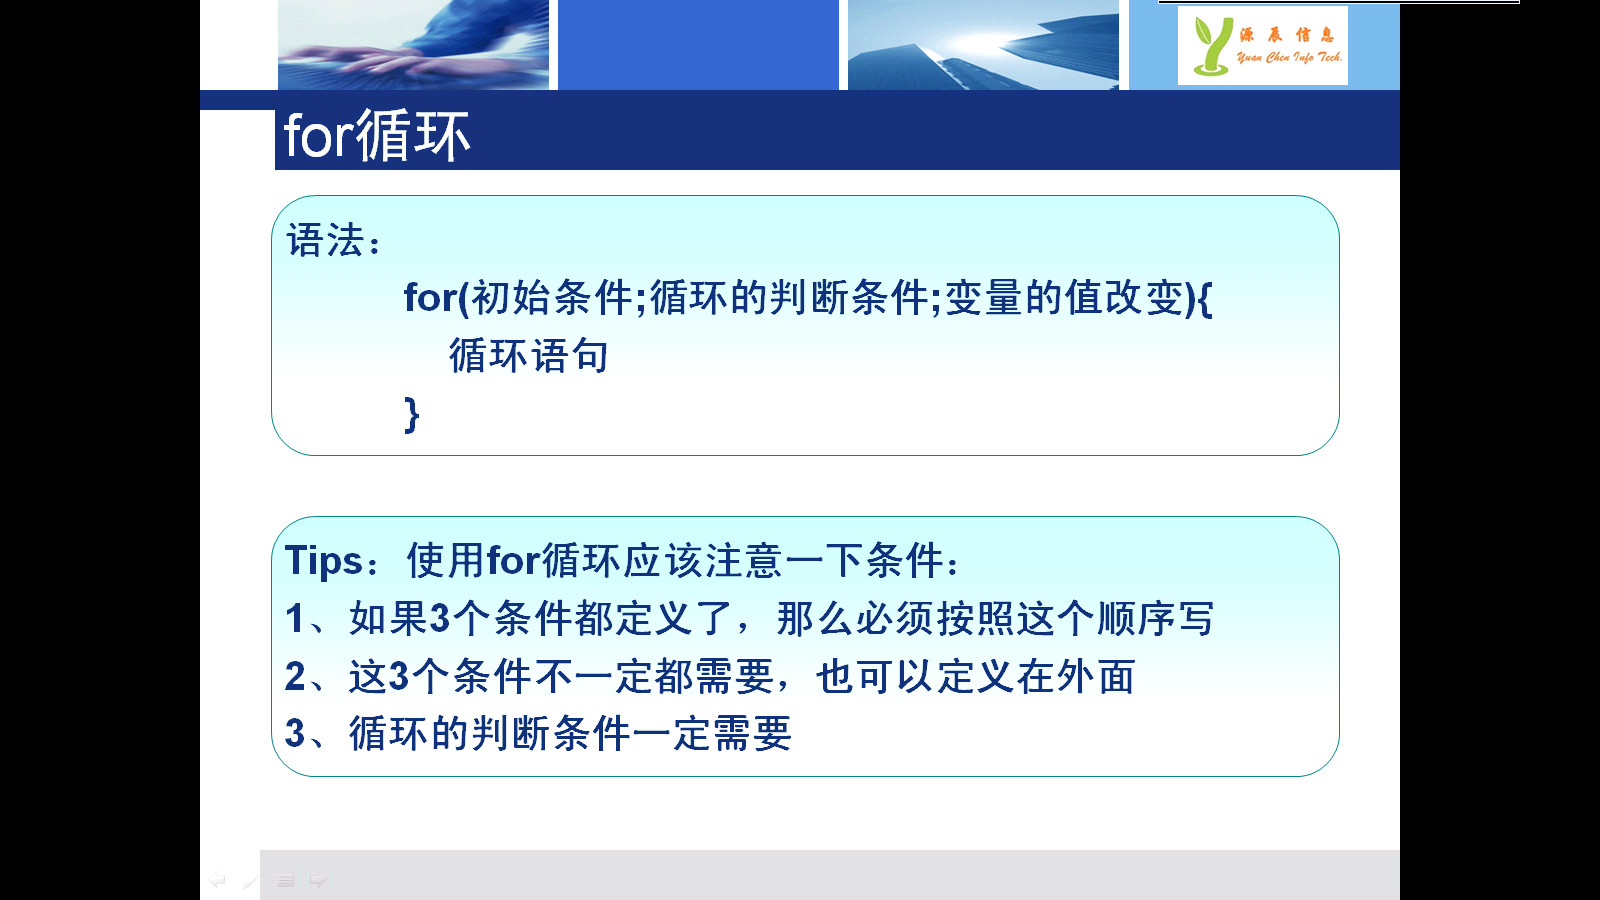 源辰信息
Yuan Chen Info Tech.
for循环
语法：
for(初始条件;循环的判断条件;变量的值改变){
循环语句
}
Tips：使用for循环应该注意一下条件：
1、如果3个条件都定义了，那么必须按照这个顺序写
2、这3个条件不一定都需要，也可以定义在外面
3、循环的判断条件一定需要